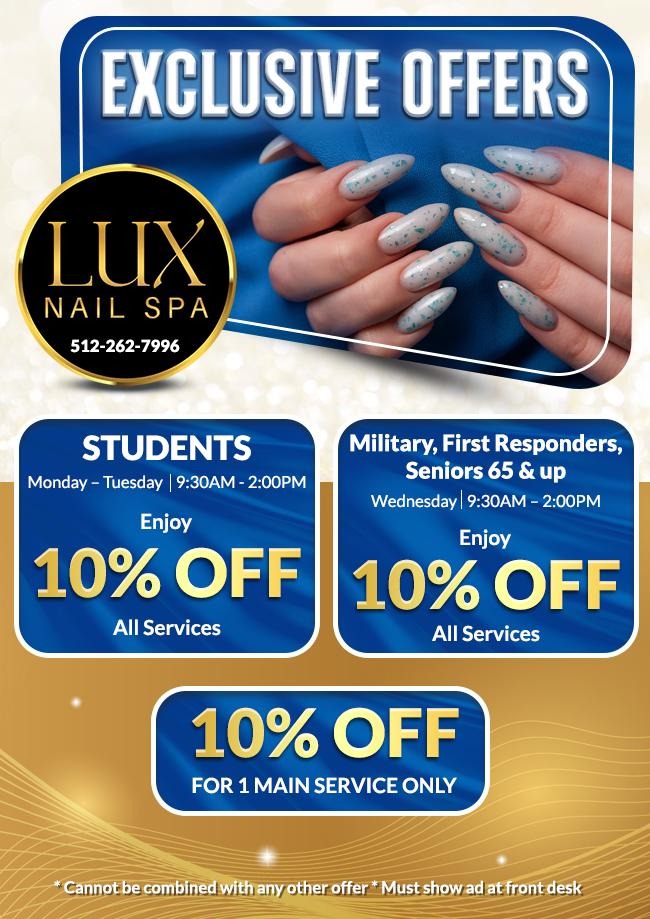 EXCLUSIVE OFFERS
LUX
NAIL SPA
512-262-7996
STUDENTS
Monday – Tuesday | 9:30AM - 2:00PM
Enjoy
10% OFF
All Services
Military, First Responders,
Seniors 65 & up
Wednesday | 9:30AM – 2:00PM
Enjoy
10% OFF
All Services
10% OFF
FOR 1 MAIN SERVICE ONLY
* Cannot be combined with any other offer * Must show ad at front desk